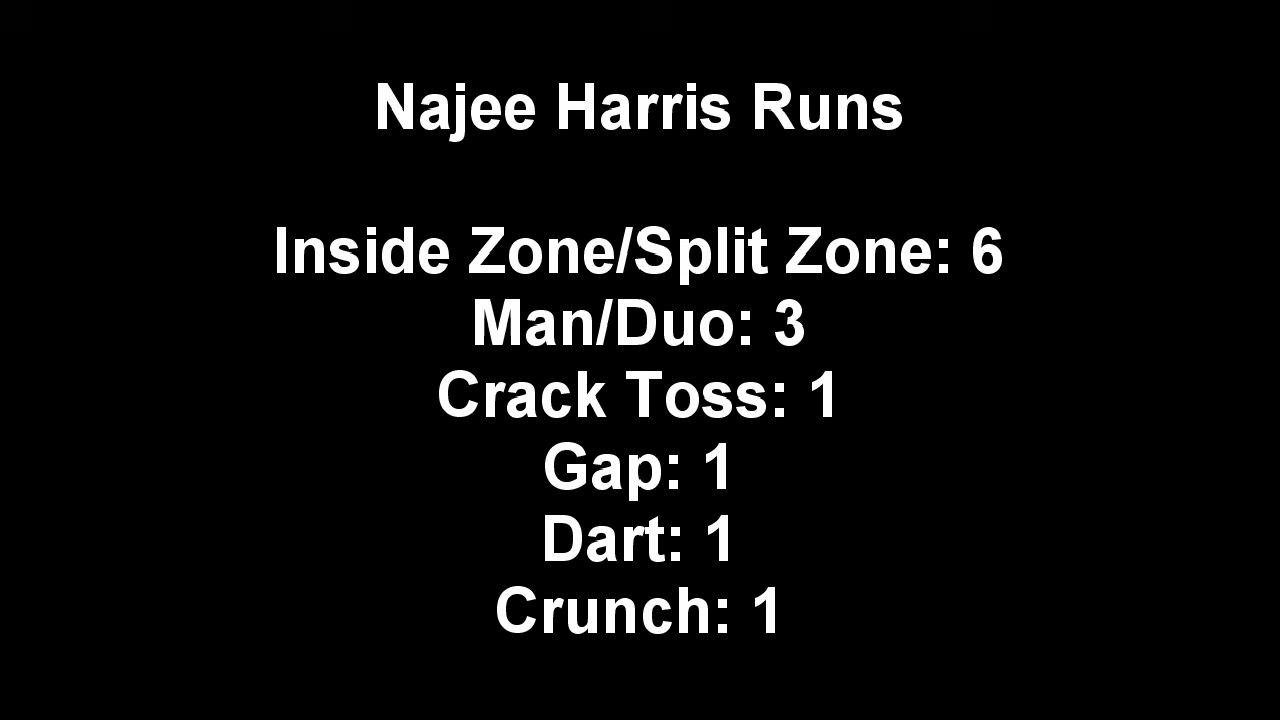 Najee Harris Runs
Inside Zone/Split Zone: 6
Man/Duo: 3
Crack Toss: 1
Gap: 1
Dart: 1
Crunch: 1